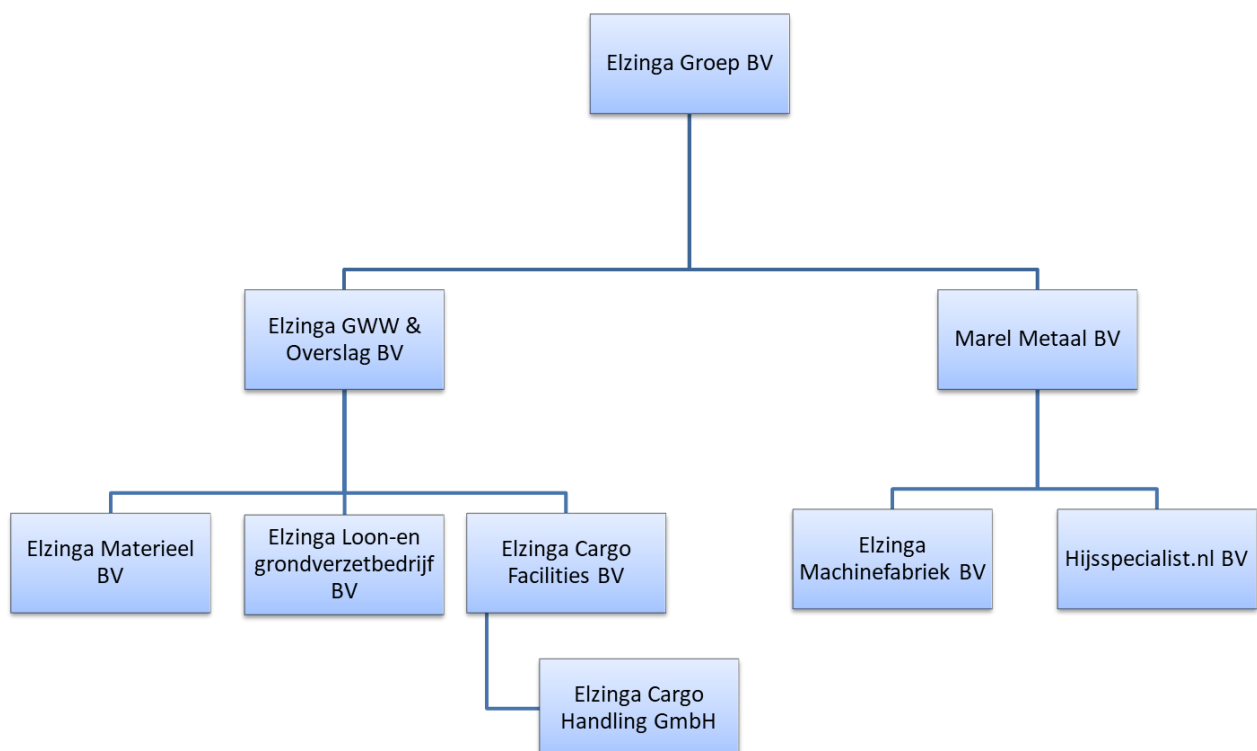 Elzinga Groep BV
Elzinga GWW &
Overslag BV
Marel Metaal BV
Elzinga Materieel
BV
Elzinga Loon-en
grondverzetbedrijf
BV
Elzinga Cargo
Facilities BV
Elzinga
Machinefabriek BV
Hijsspecialist.nl BV
Elzinga Cargo
Handling GmbH